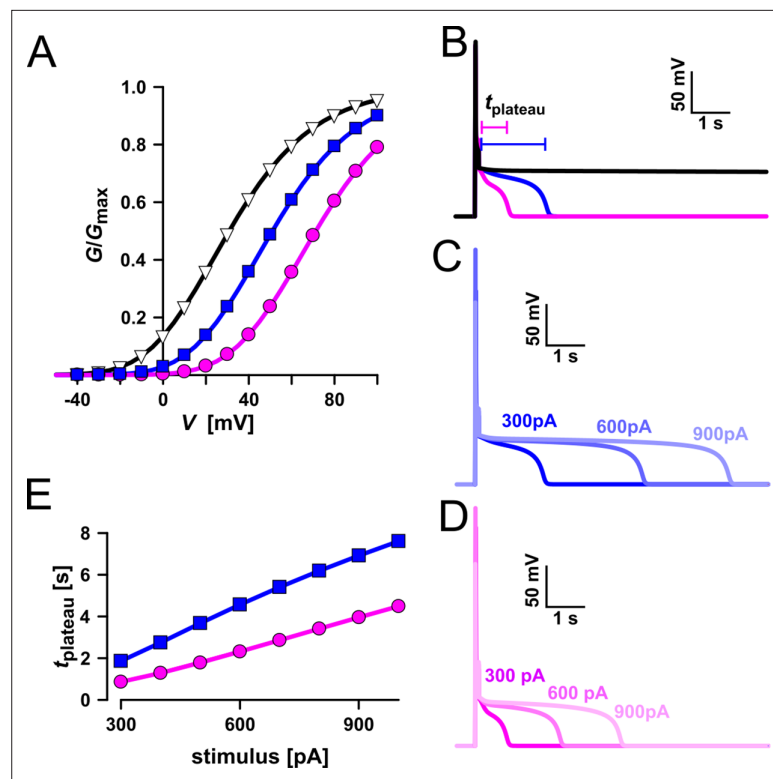 A
1.0
0.8
0.6
0.4
0.2
G/Gmax
-40 0 40 80
V [mV]
B
tplateau
50 mV
1 s
C
50 mV
1 s
300pA
600pA
900pA
D
50 mV
1 s
300 pA
600 pA
900pA
E
8
6
4
2
0
tplateau [s]
300 600 900
stimulus [pA]